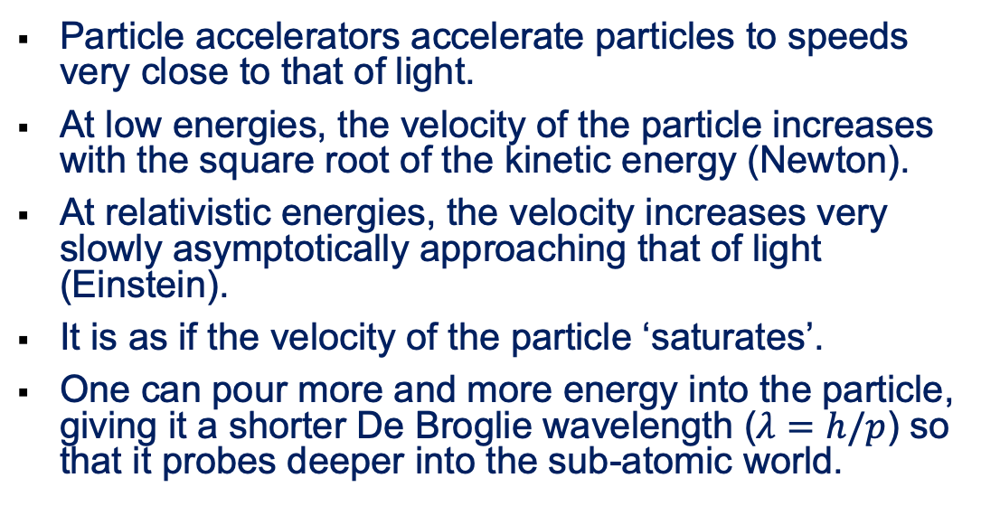 ▪ Particle accelerators accelerate particles to speeds
very close to that of light.
▪ At low energies, the velocity of the particle increases
with the square root of the kinetic energy (Newton).
▪ At relativistic energies, the velocity increases very
slowly asymptotically approaching that of light
(Einstein).
▪ It is as if the velocity of the particle ‘saturates’.
▪ One can pour more and more energy into the particle,
giving it a shorter De Broglie wavelength (λ = h/p) so
that it probes deeper into the sub-atomic world.